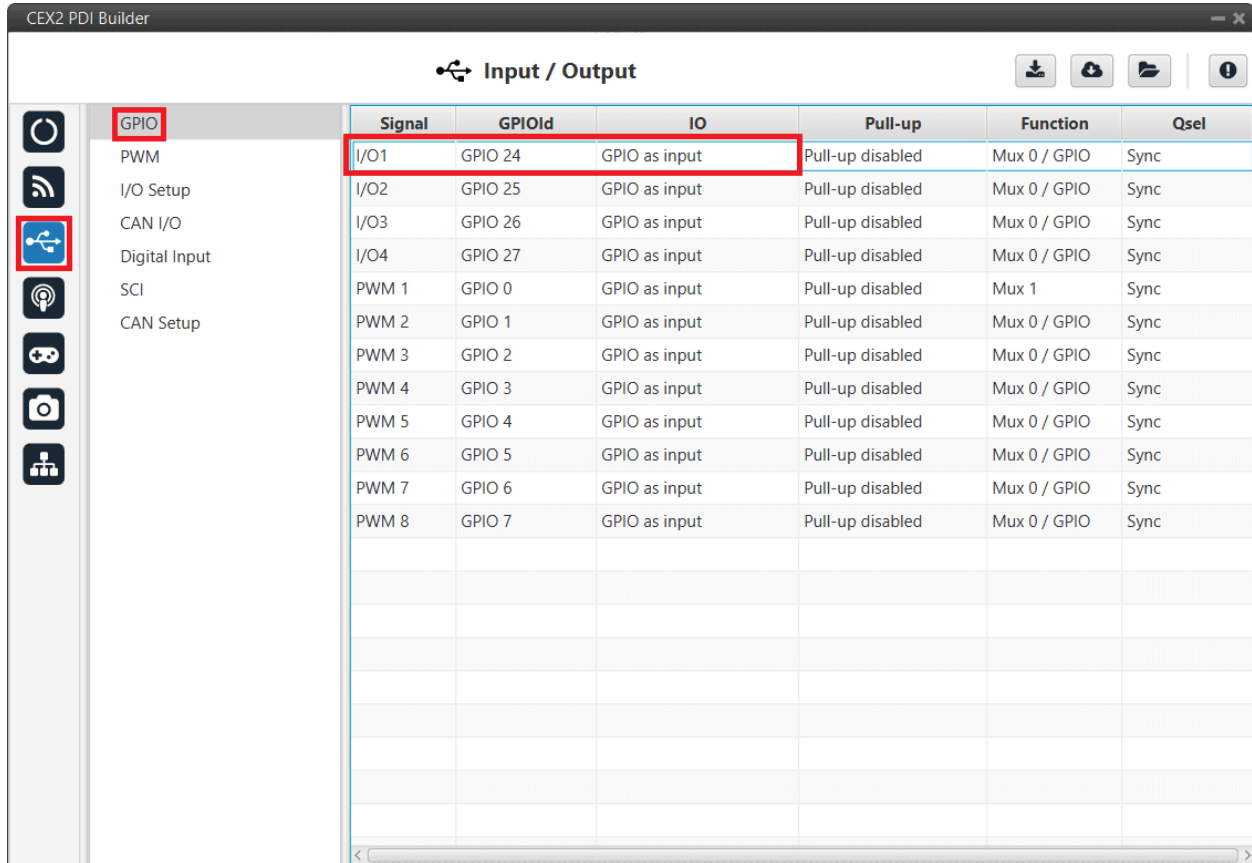 CEX2 PDI Builder
Input / Output
GPIO
PWM
I/O Setup
CAN I/O
Digital Input
SCI
CAN Setup
Signal GPIOId IO Pull-up Function Qsel
I/O1 GPIO 24 GPIO as input Pull-up disabled Mux 0 / GPIO Sync
I/O2 GPIO 25 GPIO as input Pull-up disabled Mux 0 / GPIO Sync
I/O3 GPIO 26 GPIO as input Pull-up disabled Mux 0 / GPIO Sync
I/O4 GPIO 27 GPIO as input Pull-up disabled Mux 0 / GPIO Sync
PWM 1 GPIO 0 GPIO as input Pull-up disabled Mux 1 Sync
PWM 2 GPIO 1 GPIO as input Pull-up disabled Mux 0 / GPIO Sync
PWM 3 GPIO 2 GPIO as input Pull-up disabled Mux 0 / GPIO Sync
PWM 4 GPIO 3 GPIO as input Pull-up disabled Mux 0 / GPIO Sync
PWM 5 GPIO 4 GPIO as input Pull-up disabled Mux 0 / GPIO Sync
PWM 6 GPIO 5 GPIO as input Pull-up disabled Mux 0 / GPIO Sync
PWM 7 GPIO 6 GPIO as input Pull-up disabled Mux 0 / GPIO Sync
PWM 8 GPIO 7 GPIO as input Pull-up disabled Mux 0 / GPIO Sync